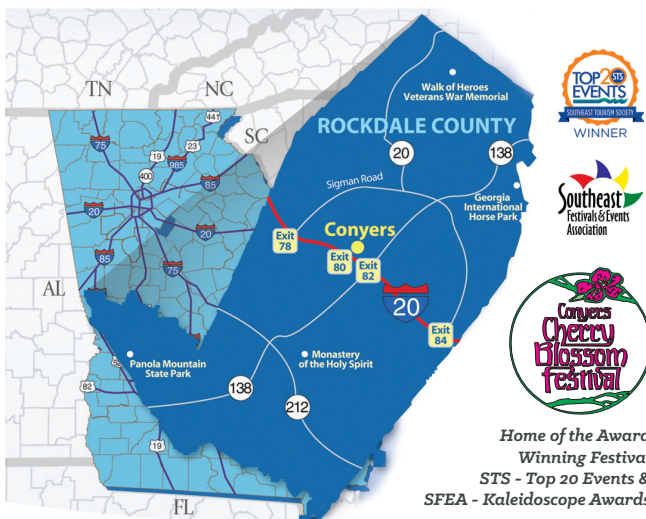 TN
NC
SC
AL
FL
441
75
19
23
985
400
85
20
20
85
75
82
19
Walk of Heroes
Veterans War Memorial
ROCKDALE COUNTY
20
138
Sigman Road
Georgia
International
Horse Park
Conyers
Exit
78
Exit
80
Exit
82
20
Exit
84
Panola Mountain
State Park
Monastery
of the Holy Spirit
138
212
TOP 20 STS
EVENTS
SOUTHEAST TOURISM SOCIETY
WINNER
Southeast
Festivals & Events
Association
Conyers
Cherry
Blossom
Festival
Home of the Award
Winning Festival
STS - Top 20 Events &
SFEA - Kaleidoscope Awards